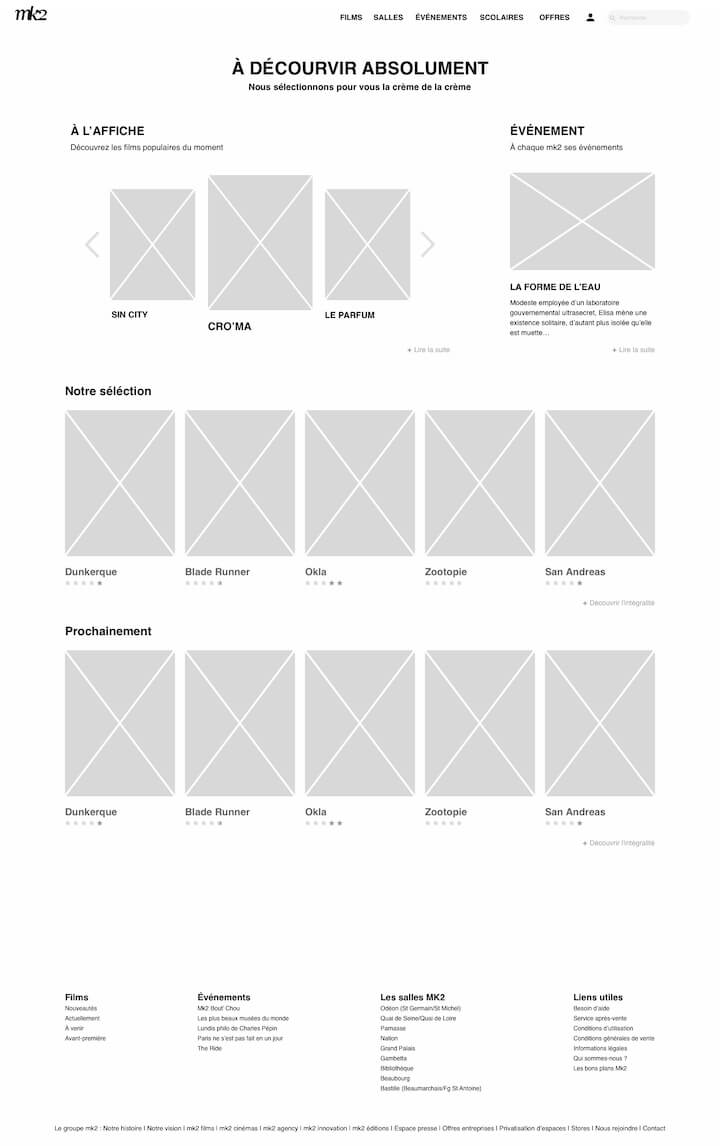 mk2
FILMS SALLES ÉVÉNEMENTS SCOLAIRES OFFRES Rechercher
À DÉCOURVIR ABSOLUMENT
Nous sélectionnons pour vous la crème de la crème
À L'AFFICHE
Découvrez les films populaires du moment
SIN CITY
CRO'MA
LE PARFUM
+ Lire la suite
ÉVÉNEMENT
À chaque mk2 ses évènements
LA FORME DE L'EAU
Modeste employée d'un laboratoire
gouvernemental ultrasecret, Elisa mène une
existence solitaire, d'autant plus isolée qu'elle
est muette…
+ Lire la suite
Notre séléction
Dunkerque Blade Runner Okla Zootopie San Andreas
+ Découvrir l'intégralité
Prochainement
Dunkerque Blade Runner Okla Zootopie San Andreas
+ Découvrir l'intégralité
Films
Nouveautés
Actuellement
À venir
Avant-première
Événements
Mk2 Bout' Chou
Les plus beaux musées du monde
Lundis philo de Charles Pépin
Paris ne s'est pas fait en un jour
The Ride
Les salles MK2
Odéon (St Germain/St Michel)
Quai de Seine/Quai de Loire
Parnasse
Nation
Grand Palais
Gambetta
Bibliothèque
Beaubourg
Bastille (Beaumarchais/Fg St Antoine)
Liens utiles
Besoin d'aide
Service après-vente
Conditions d'utilisation
Conditions générales de vente
Informations légales
Qui sommes-nous ?
Les bons plans Mk2
Le groupe mk2 : Notre histoire I Notre vision I mk2 films I mk2 cinémas I mk2 agency I mk2 innovation I mk2 éditions I Espace presse I Offres entreprises I Privatisation d'espaces I Stores I Nous rejoindre I Contact